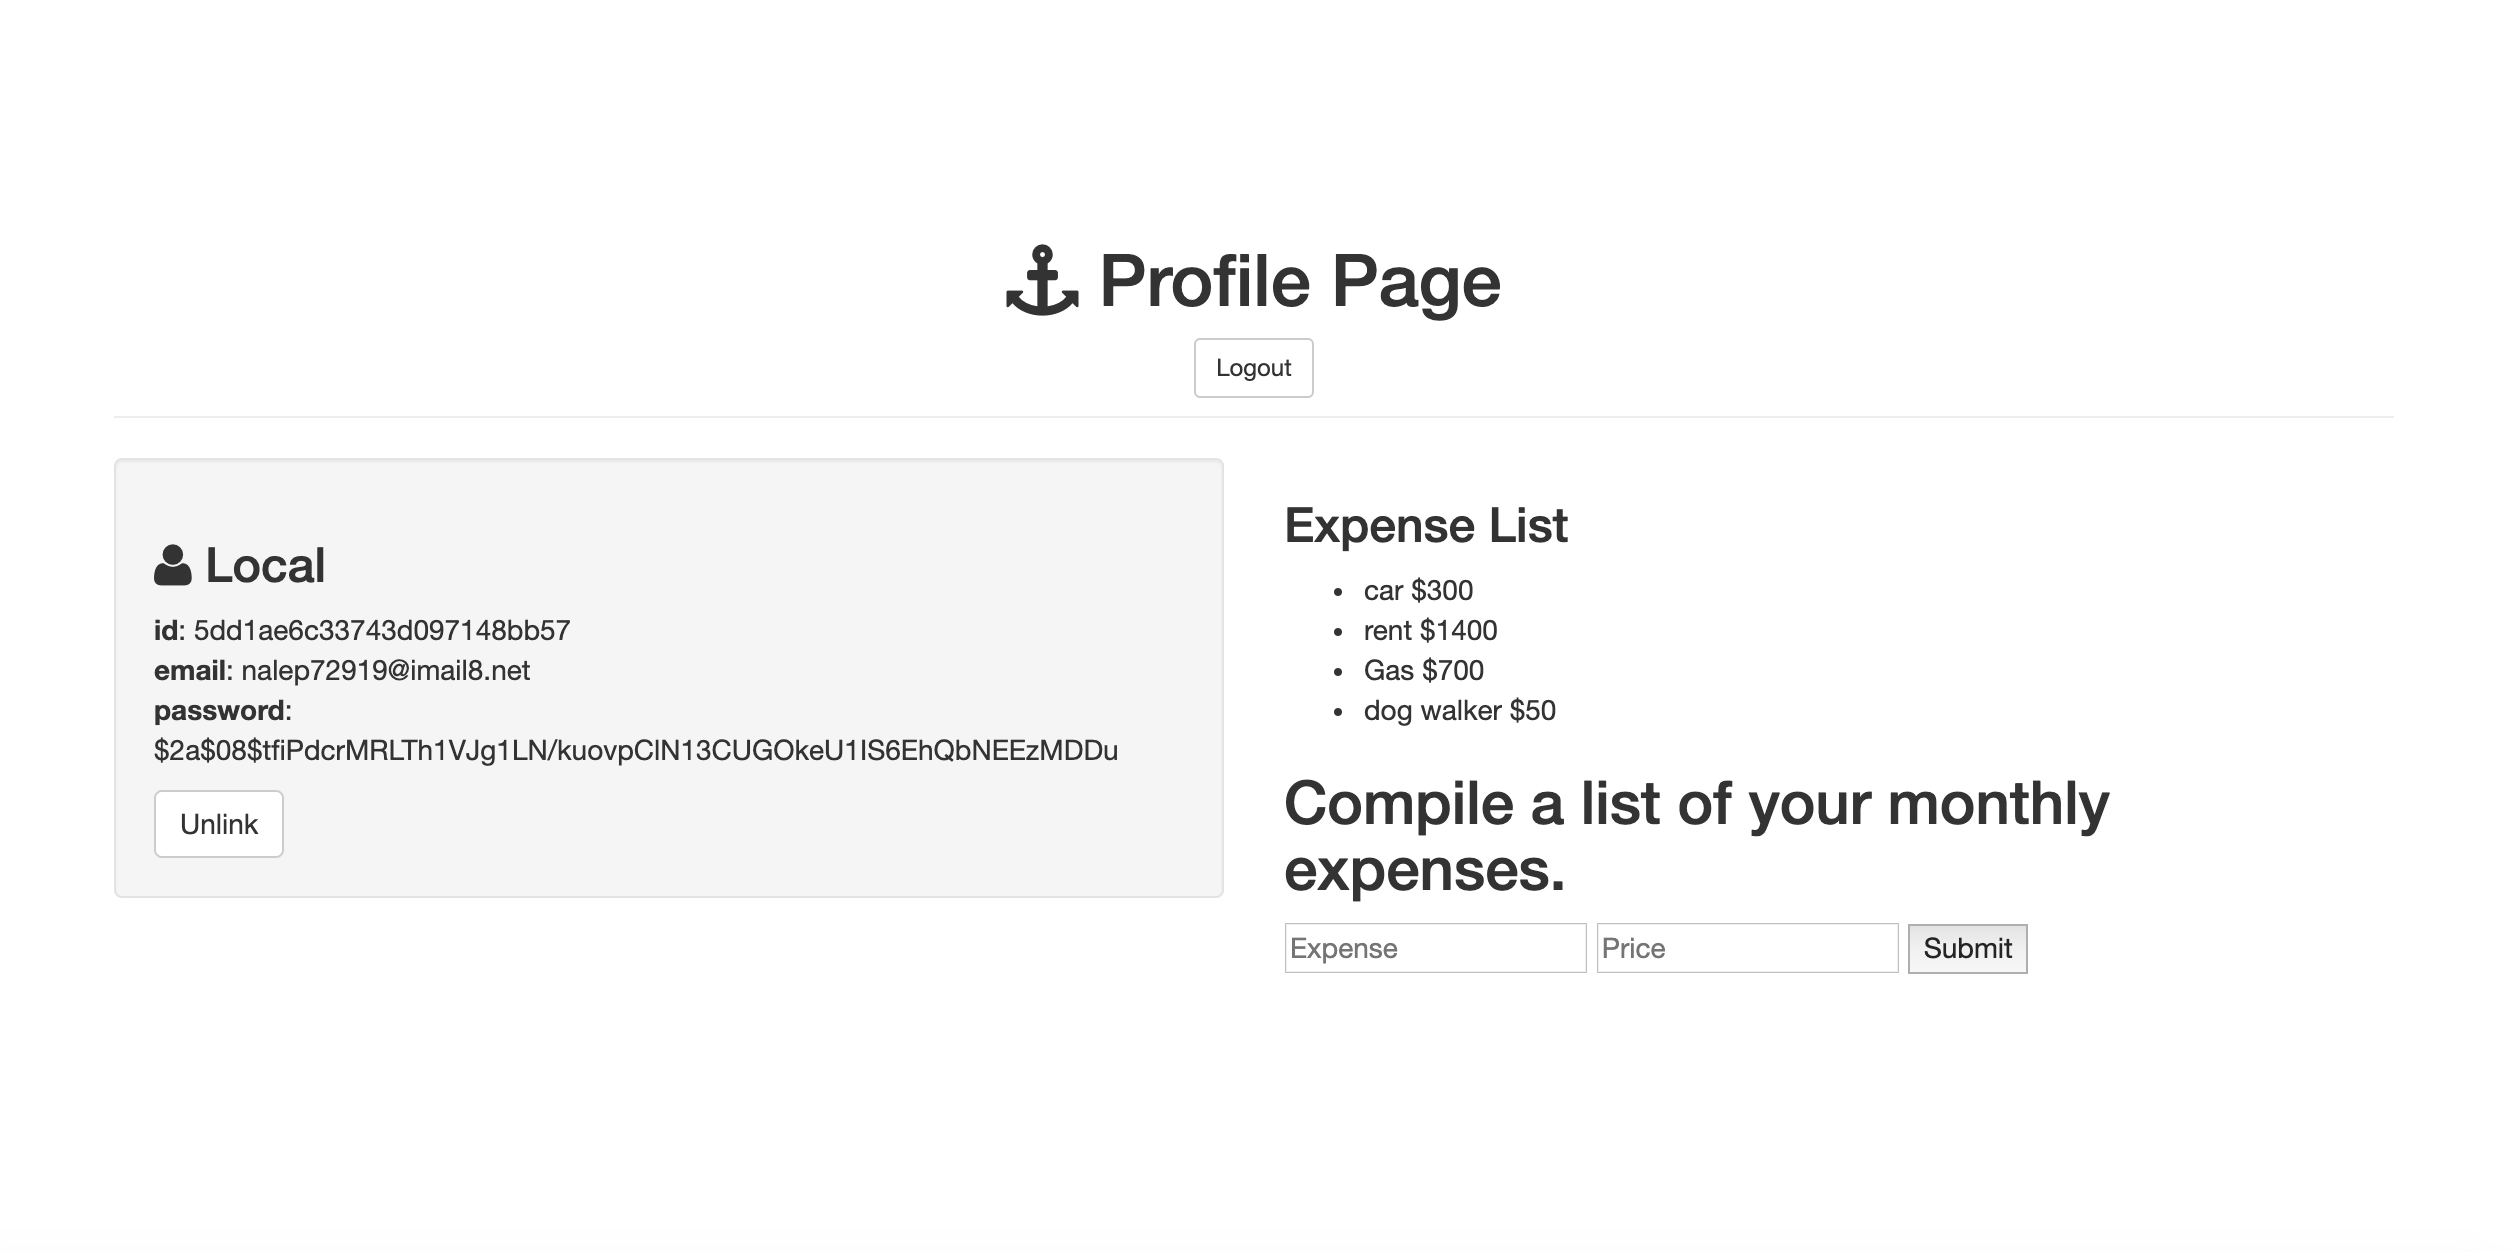 Profile Page
Logout
Local
id: 5dd1ae6c33743d097148bb57
email: nalep72919@imail8.net
password:
$2a$08$tfiPdcrMRLTh1VJg1LN/kuovpClN13CUGOkeU1IS6EhQbNEEzMDDu
Unlink
Expense List
• car $300
• rent $1400
• Gas $700
• dog walker $50
Compile a list of your monthly
expenses.
Expense Price Submit